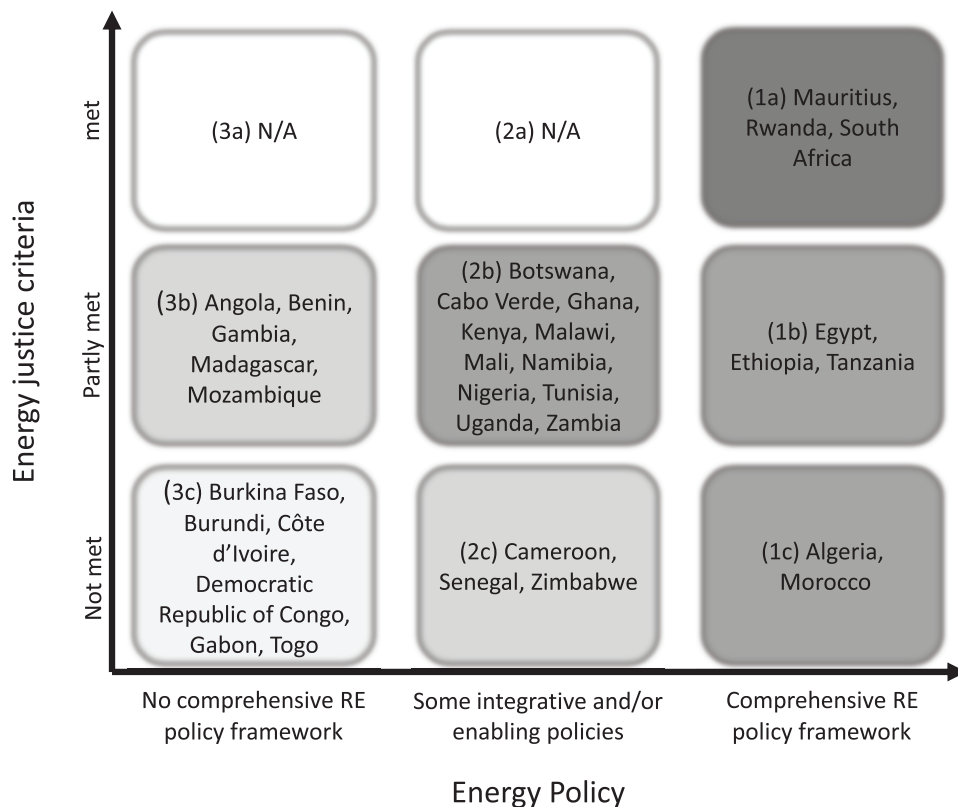 Energy justice criteria
met
Partly met
Not met
(3a) N/A
(2a) N/A
(1a) Mauritius,
Rwanda, South
Africa
(3b) Angola, Benin,
Gambia,
Madagascar,
Mozambique
(2b) Botswana,
Cabo Verde, Ghana,
Kenya, Malawi,
Mali, Namibia,
Nigeria, Tunisia,
Uganda, Zambia
(1b) Egypt,
Ethiopia, Tanzania
(3c) Burkina Faso,
Burundi, Côte
d’Ivoire,
Democratic
Republic of Congo,
Gabon, Togo
(2c) Cameroon,
Senegal, Zimbabwe
(1c) Algeria,
Morocco
No comprehensive RE
policy framework
Some integrative and/or
enabling policies
Comprehensive RE
policy framework
Energy Policy